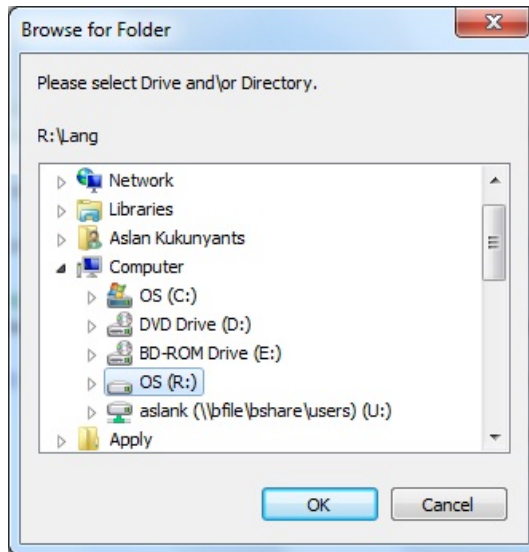 Browse for Folder
Please select Drive and\or Directory.
R:\Lang
Network
Libraries
Aslan Kukunyants
Computer
OS (C:)
DVD Drive (D:)
BD-ROM Drive (E:)
OS (R:)
aslank (\\bfile\bshare\users) (U:)
Apply
OK
Cancel